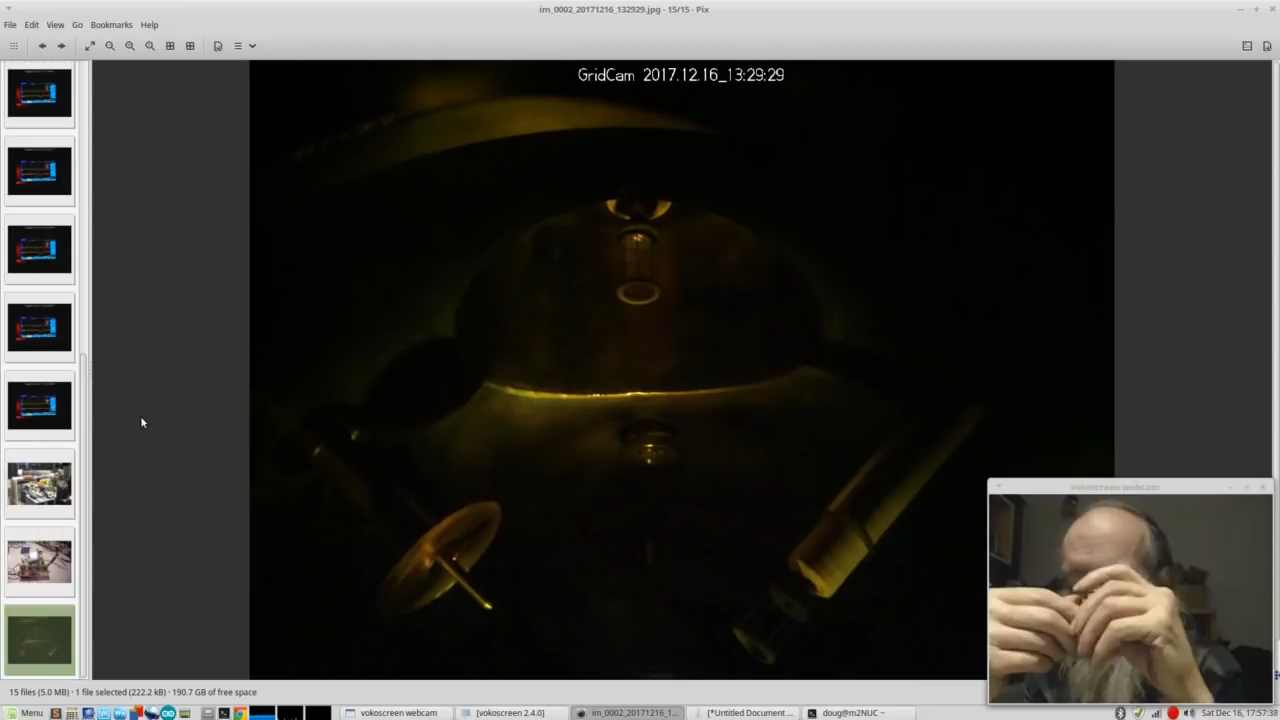 im_0002_20171216_132929.jpg - 15/15 - Pix
File Edit View Go Bookmarks Help
GridCam 2017.12.16_13:29:29
vokoscreen webcam
15 files (5.0 MB) · 1 file selected (222.2 kB) · 190.7 GB of free space
Menu vokoscreen webcam [vokoscreen 2.4.0] im_0002_20171216_1... [*Untitled Document ... doug@m2NUC ~ Sat Dec 16, 17:57:38